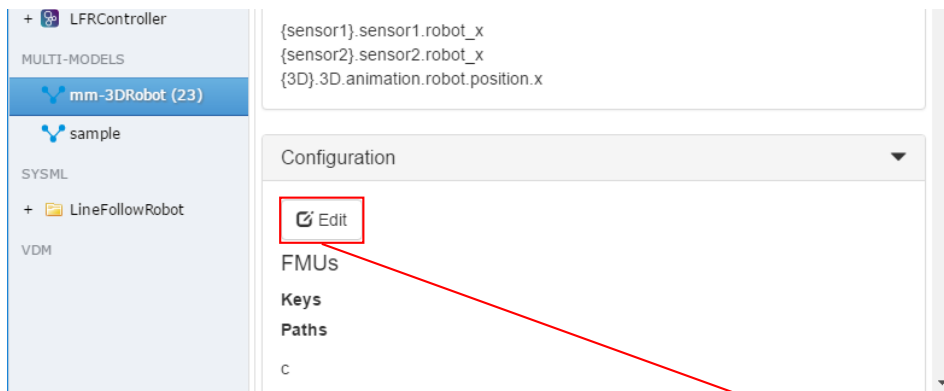 + LFRController
MULTI-MODELS
mm-3DRobot (23)
sample
SYSML
+ LineFollowRobot
VDM
{sensor1}.sensor1.robot_x
{sensor2}.sensor2.robot_x
{3D}.3D.animation.robot.position.x
Configuration
Edit
FMUs
Keys
Paths
c